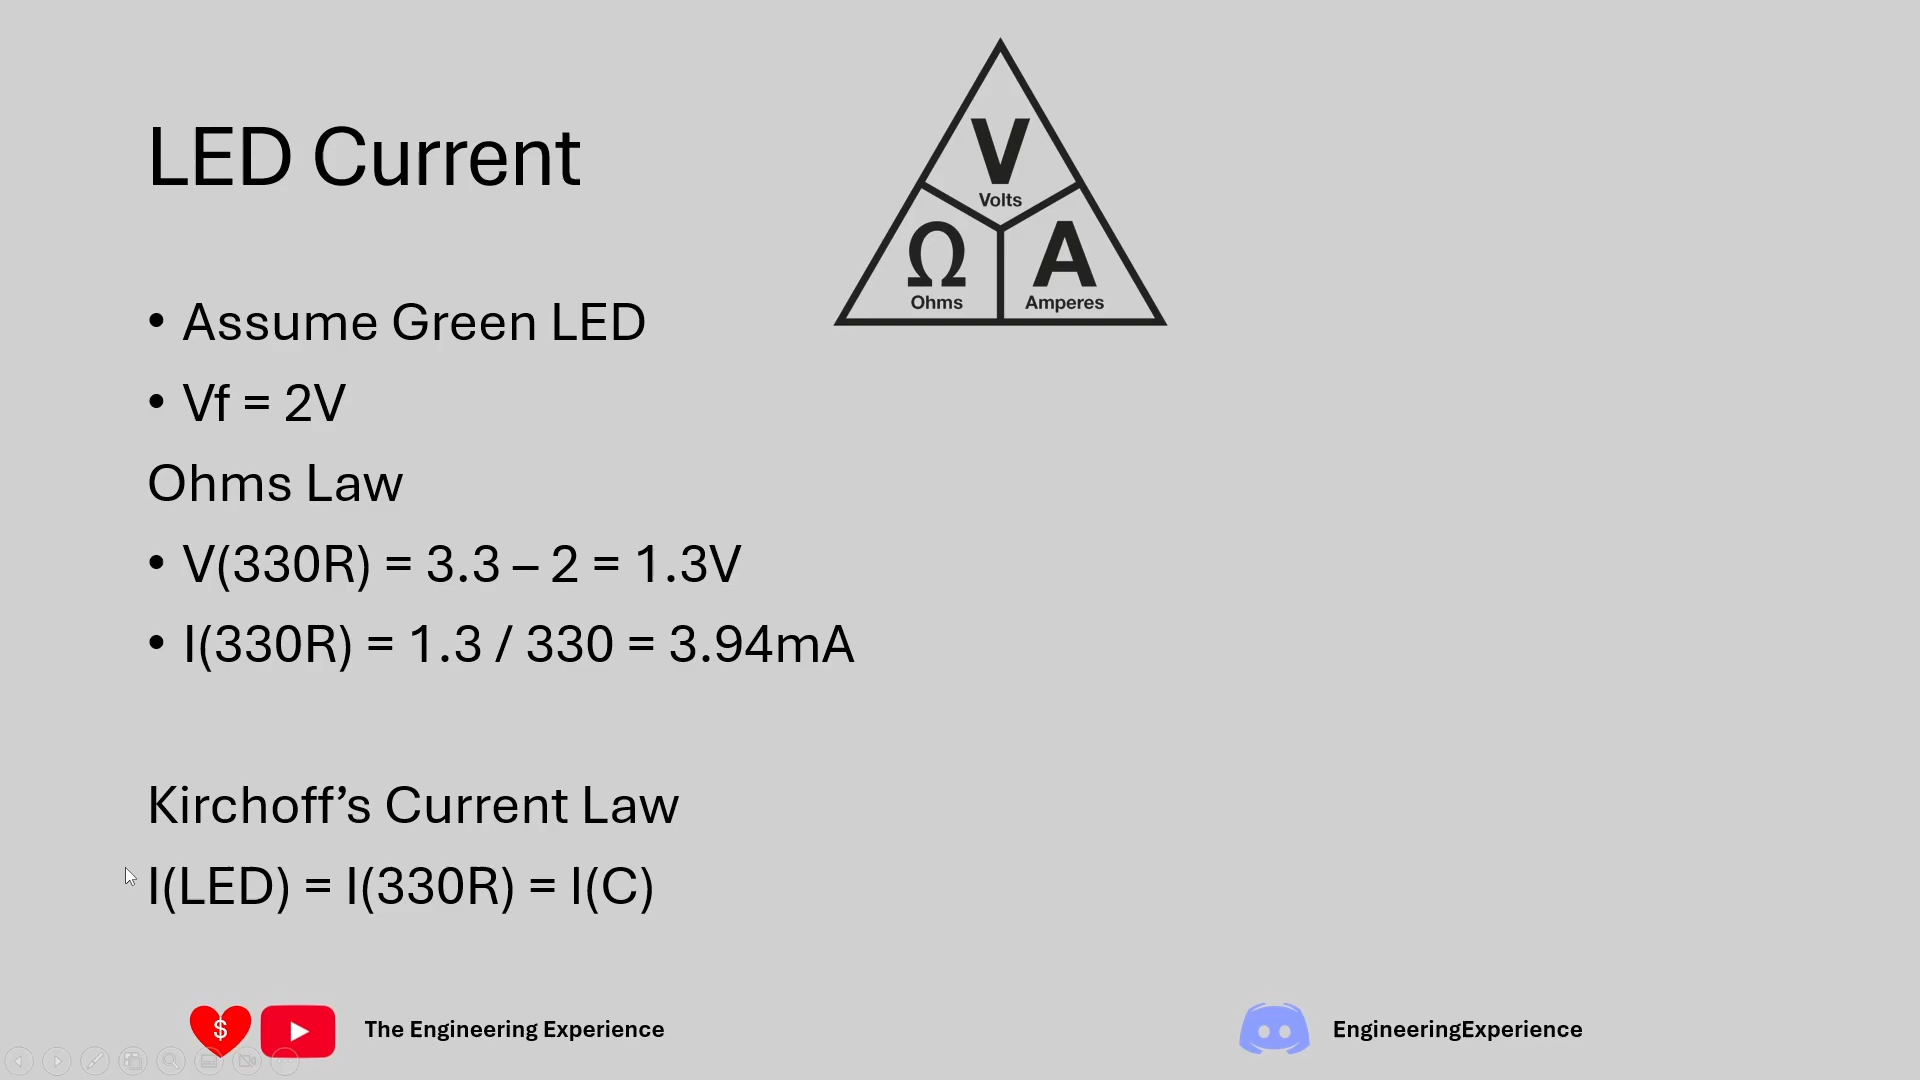 LED Current
V
Volts
Ω
Ohms
A
Amperes
• Assume Green LED
• Vf = 2V
Ohms Law
• V(330R) = 3.3 – 2 = 1.3V
• I(330R) = 1.3 / 330 = 3.94mA
Kirchoff’s Current Law
I(LED) = I(330R) = I(C)
$
The Engineering Experience
EngineeringExperience